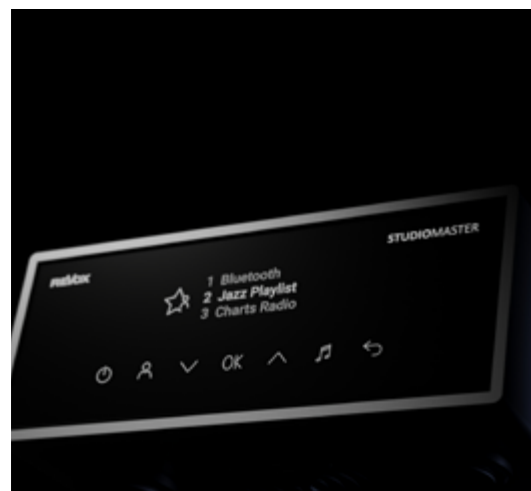 REVOX
STUDIOMASTER
1 Bluetooth
2 Jazz Playlist
3 Charts Radio
OK